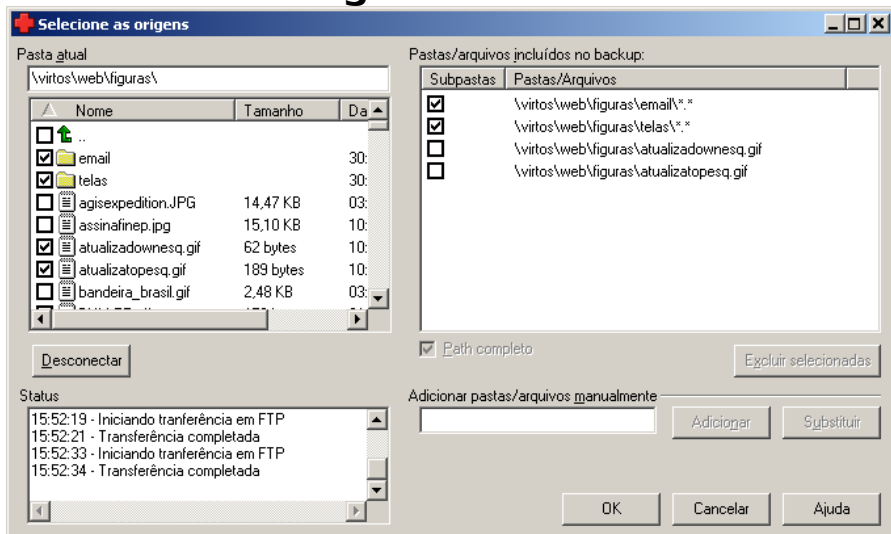 Selecione as origens
Pasta atual
\virtos\web\figuras\
Nome Tamanho Da
..
email 30:
telas 30:
agisexpedition.JPG 14,47 KB 03:
assinafinep.jpg 15,10 KB 10:
atualizadownesq.gif 62 bytes 10:
atualizatopesq.gif 189 bytes 10:
bandeira_brasil.gif 2,48 KB 03:
Desconectar
Status
15:52:19 - Iniciando tranferência em FTP
15:52:21 - Transferência completada
15:52:33 - Iniciando tranferência em FTP
15:52:34 - Transferência completada
Pastas/arquivos incluídos no backup:
Subpastas Pastas/Arquivos
\virtos\web\figuras\email\*.*
\virtos\web\figuras\telas\*.*
\virtos\web\figuras\atualizadownesq.gif
\virtos\web\figuras\atualizatopesq.gif
Path completo
Excluir selecionadas
Adicionar pastas/arquivos manualmente
Adicionar Substituir
OK Cancelar Ajuda